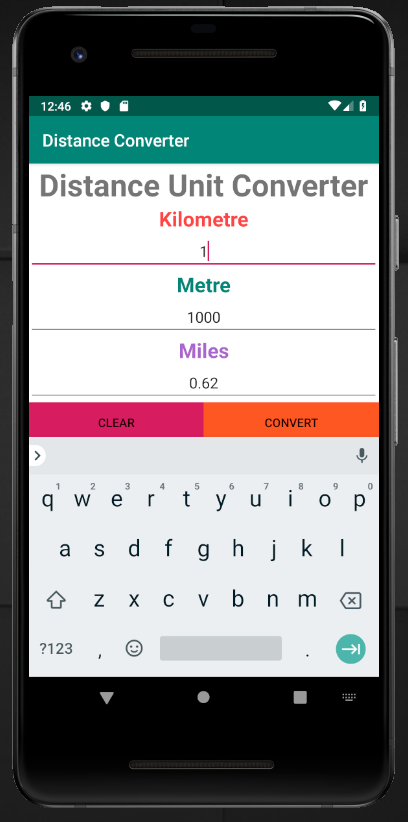 12:46
Distance Converter
Distance Unit Converter
Kilometre
1
Metre
1000
Miles
0.62
CLEAR CONVERT
1 2 3 4 5 6 7 8 9 0
q w e r t y u i o p
a s d f g h j k l
z x c v b n m
?123 , .